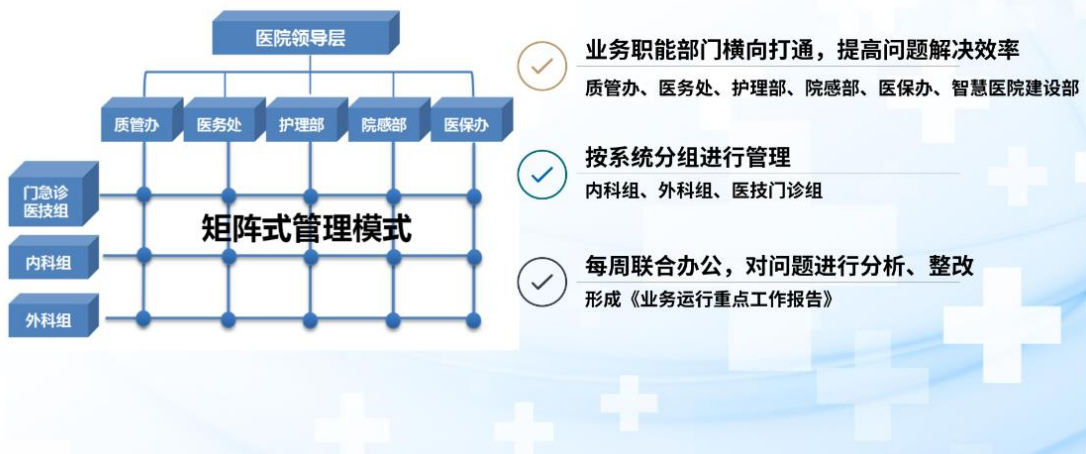 医院领导层
质管办
医务处
护理部
院感部
医保办
门急诊
医技组
内科组
外科组
矩阵式管理模式
业务职能部门横向打通，提高问题解决效率
质管办、医务处、护理部、院感部、医保办、智慧医院建设部
按系统分组进行管理
内科组、外科组、医技门诊组
每周联合办公，对问题进行分析、整改
形成《业务运行重点工作报告》